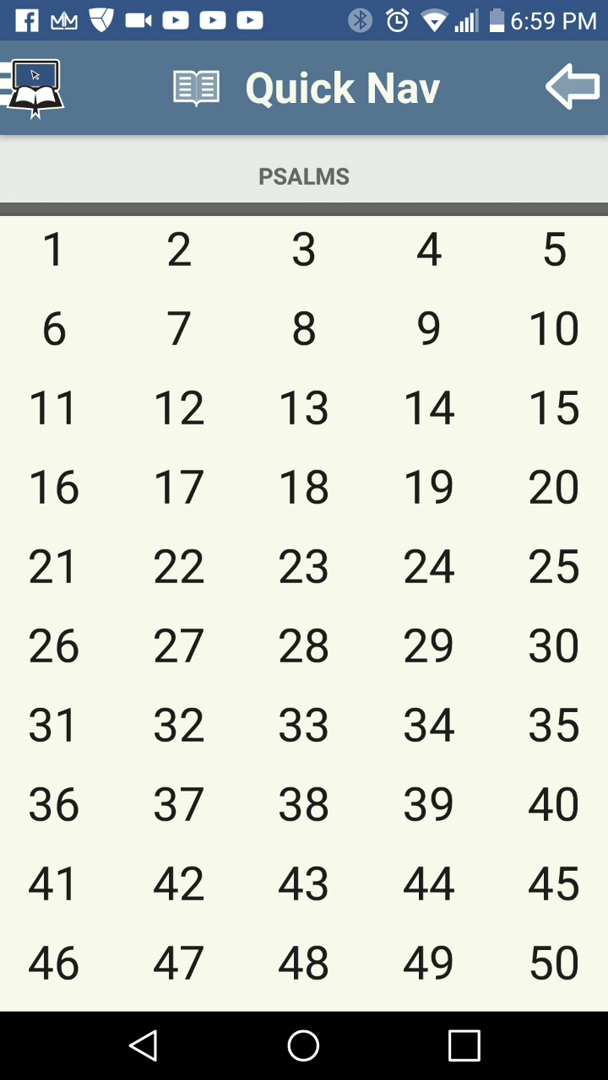 6:59 PM
Quick Nav
PSALMS
1 2 3 4 5
6 7 8 9 10
11 12 13 14 15
16 17 18 19 20
21 22 23 24 25
26 27 28 29 30
31 32 33 34 35
36 37 38 39 40
41 42 43 44 45
46 47 48 49 50